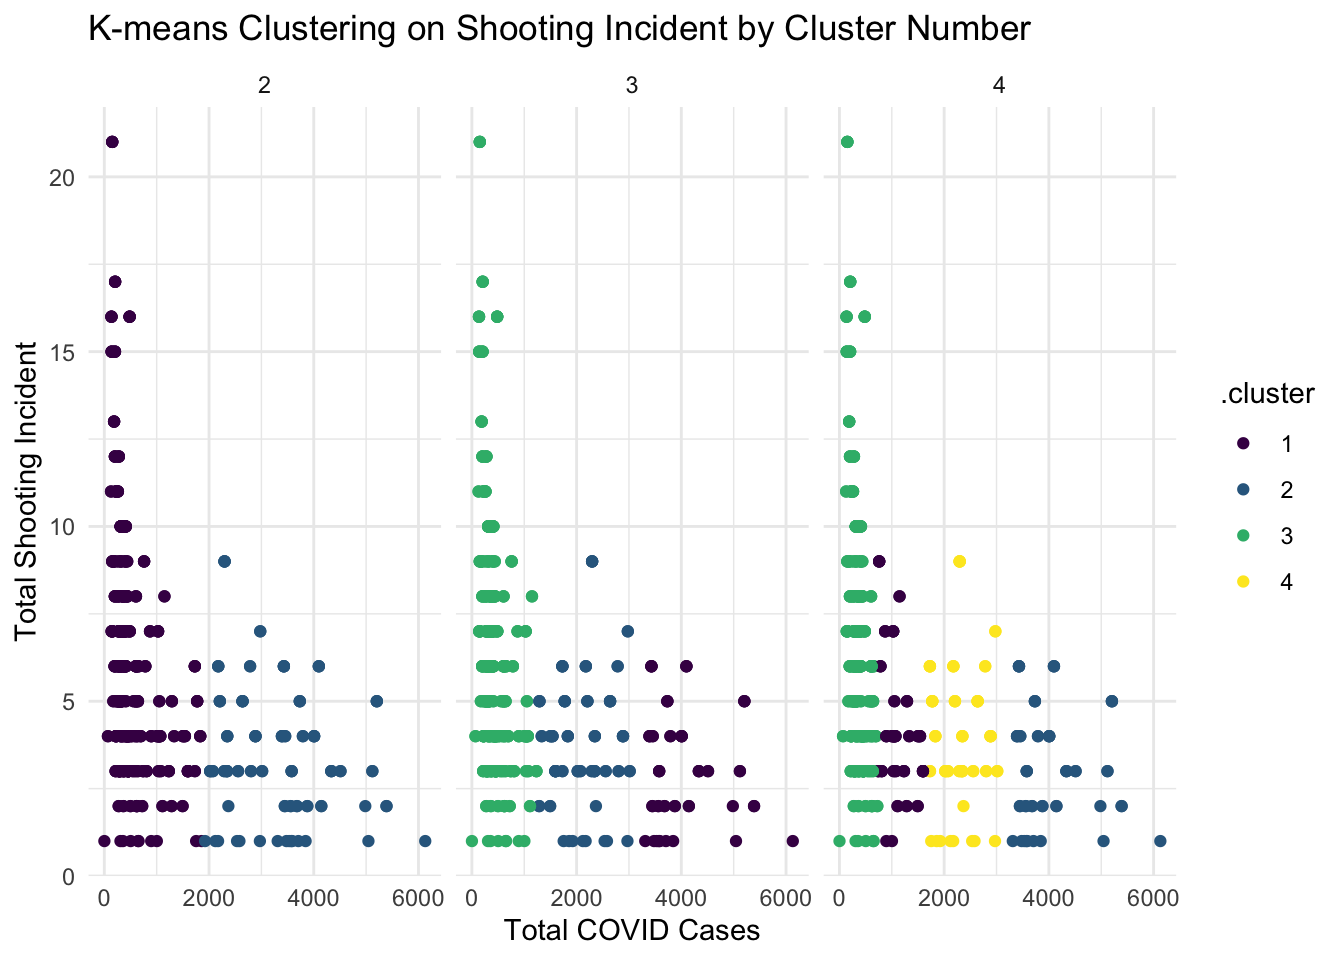 K-means Clustering on Shooting Incident by Cluster Number
2 3 4
20
15
10
5
0
Total Shooting Incident
0 2000 4000 6000 0 2000 4000 6000 0 2000 4000 6000
Total COVID Cases
.cluster
1
2
3
4